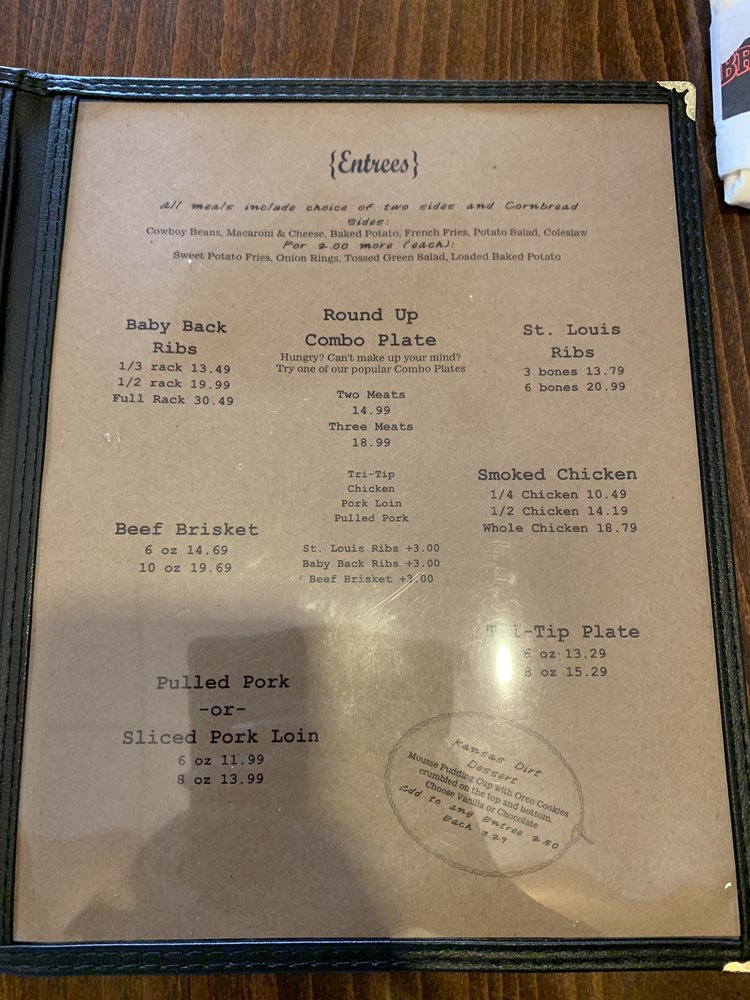 {Entrees}
All meals include choice of two sides and Cornbread
Sides:
Cowboy Beans, Macaroni & Cheese, Baked Potato, French Fries, Potato Salad, Coleslaw
For 2.00 more (each):
Sweet Potato Fries, Onion Rings, Tossed Green Salad, Loaded Baked Potato
Baby Back
Ribs
1/3 rack 13.49
1/2 rack 19.99
Full Rack 30.49
Round Up
Combo Plate
Hungry? Can't make up your mind?
Try one of our popular Combo Plates
Two Meats
14.99
Three Meats
18.99
Tri-Tip
Chicken
Pork Loin
Pulled Pork
St. Louis Ribs +3.00
Baby Back Ribs +3.00
Beef Brisket +3.00
St. Louis
Ribs
3 bones 13.79
6 bones 20.99
Smoked Chicken
1/4 Chicken 10.49
1/2 Chicken 14.19
Whole Chicken 18.79
Beef Brisket
6 oz 14.69
10 oz 19.69
Tri-Tip Plate
6 oz 13.29
8 oz 15.29
Pulled Pork
-or-
Sliced Pork Loin
6 oz 11.99
8 oz 13.99
Kansas Dirt
Dessert
Mousse Pudding Cup with Oreo Cookies
crumbled on the top and bottom.
Choose Vanilla or Chocolate
Add to any Entree 2.50
Each 3.29